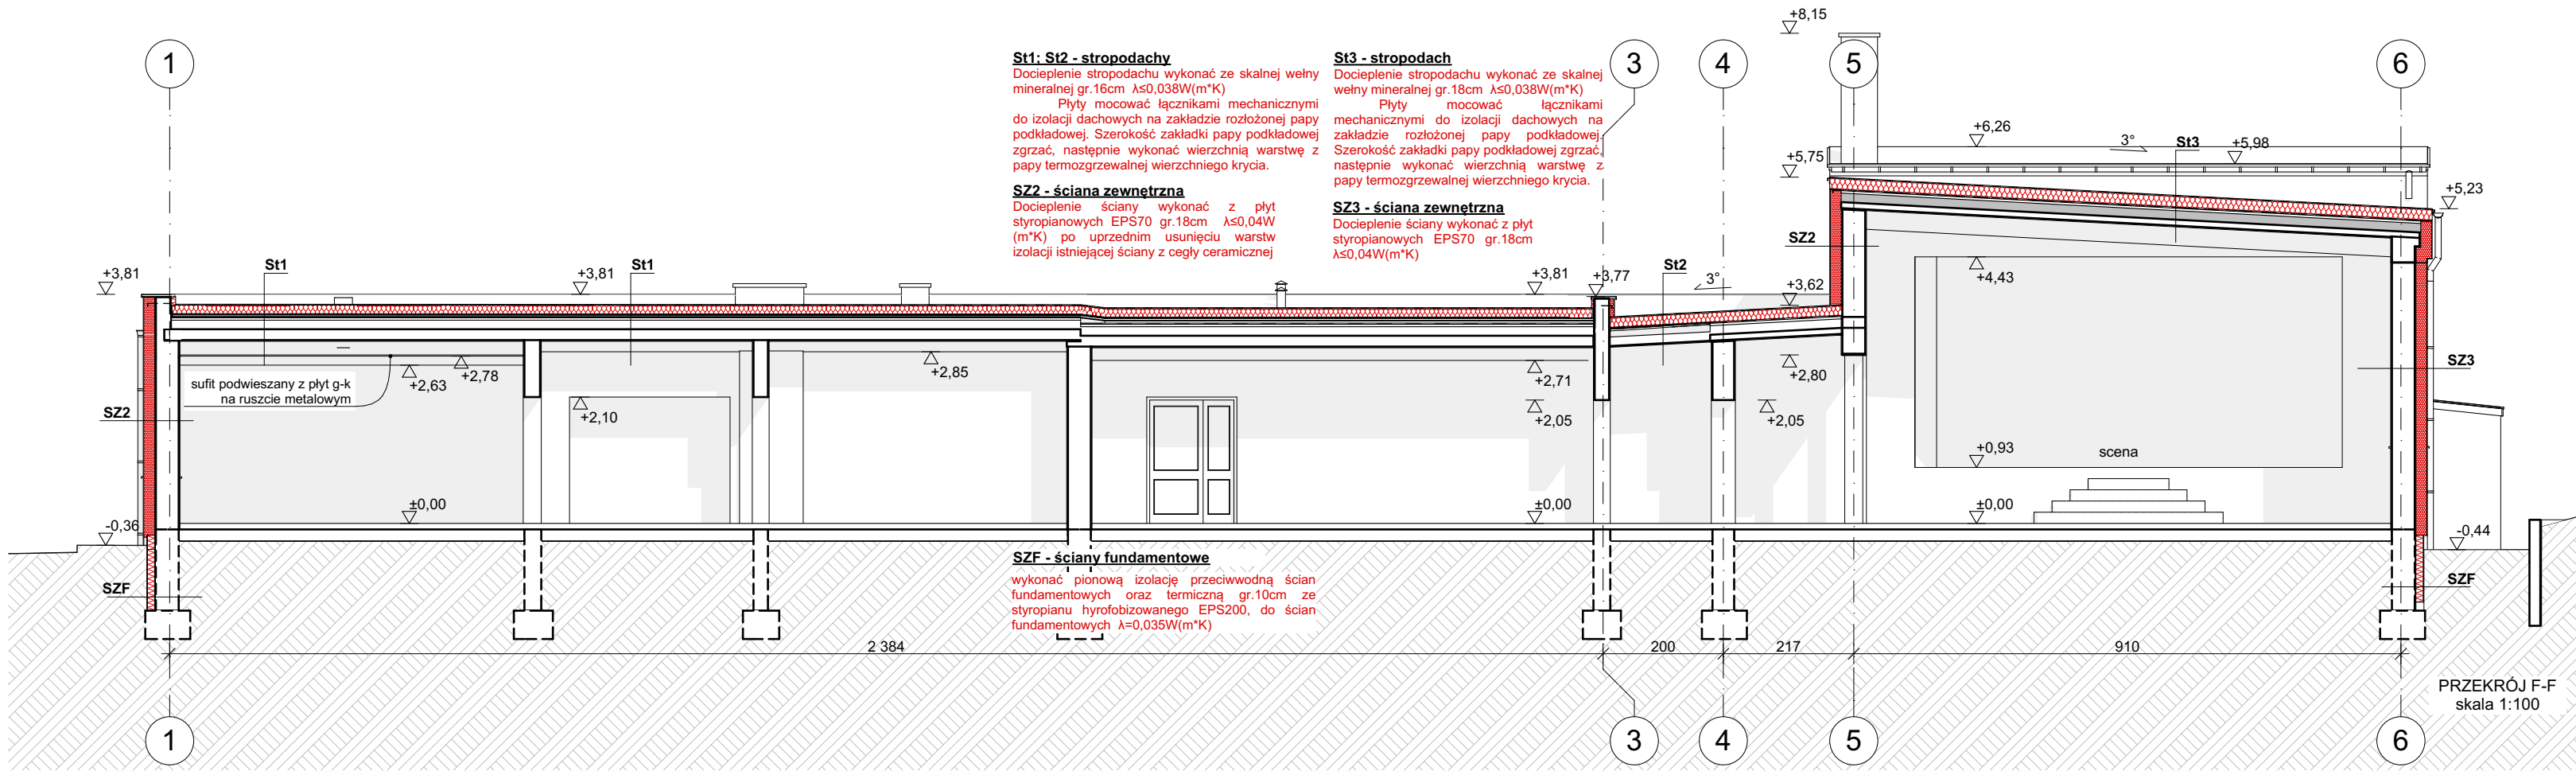 +8,15
1
3
4
5
6
St1; St2 - stropodachy
Docieplenie stropodachu wykonać ze skalnej wełny
mineralnej gr.16cm λ≤0,038W(m*K)
Płyty mocować łącznikami mechanicznymi
do izolacji dachowych na zakładzie rozłożonej papy
podkładowej. Szerokość zakładki papy podkładowej
zgrzać, następnie wykonać wierzchnią warstwę z
papy termozgrzewalnej wierzchniego krycia.
SZ2 - ściana zewnętrzna
Docieplenie ściany wykonać z płyt
styropianowych EPS70 gr.18cm λ≤0,04W
(m*K) po uprzednim usunięciu warstw
izolacji istniejącej ściany z cegły ceramicznej
St3 - stropodach
Docieplenie stropodachu wykonać ze skalnej
wełny mineralnej gr.18cm λ≤0,038W(m*K)
Płyty mocować łącznikami
mechanicznymi do izolacji dachowych na
zakładzie rozłożonej papy podkładowej.
Szerokość zakładki papy podkładowej zgrzać,
następnie wykonać wierzchnią warstwę z
papy termozgrzewalnej wierzchniego krycia.
SZ3 - ściana zewnętrzna
Docieplenie ściany wykonać z płyt
styropianowych EPS70 gr.18cm
λ≤0,04W(m*K)
+6,26
3°
St3
+5,98
+5,75
+5,23
SZ2
+3,81
St1
+3,81
St1
+3,81
+3,77
St2
3°
+3,62
+4,43
sufit podwieszany z płyt g-k
na ruszcie metalowym
+2,63
+2,78
+2,85
+2,71
+2,80
SZ3
SZ2
+2,10
+2,05
+2,05
+0,93
scena
-0,36
±0,00
±0,00
±0,00
-0,44
SZF - ściany fundamentowe
wykonać pionową izolację przeciwwodną ścian
fundamentowych oraz termiczną gr.10cm ze
styropianu hyrofobizowanego EPS200, do ścian
fundamentowych λ=0,035W(m*K)
SZF
SZF
2 384
200
217
910
PRZEKRÓJ F-F
skala 1:100
1
3
4
5
6